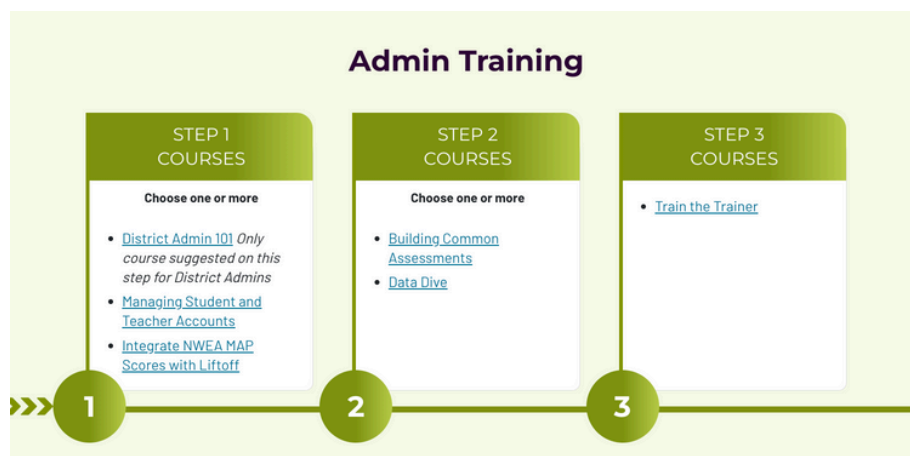 Admin Training
STEP 1
COURSES
Choose one or more
District Admin 101 Only
course suggested on this
step for District Admins
Managing Student and
Teacher Accounts
Integrate NWEA MAP
Scores with Liftoff
1
STEP 2
COURSES
Choose one or more
Building Common
Assessments
Data Dive
2
STEP 3
COURSES
Train the Trainer
3